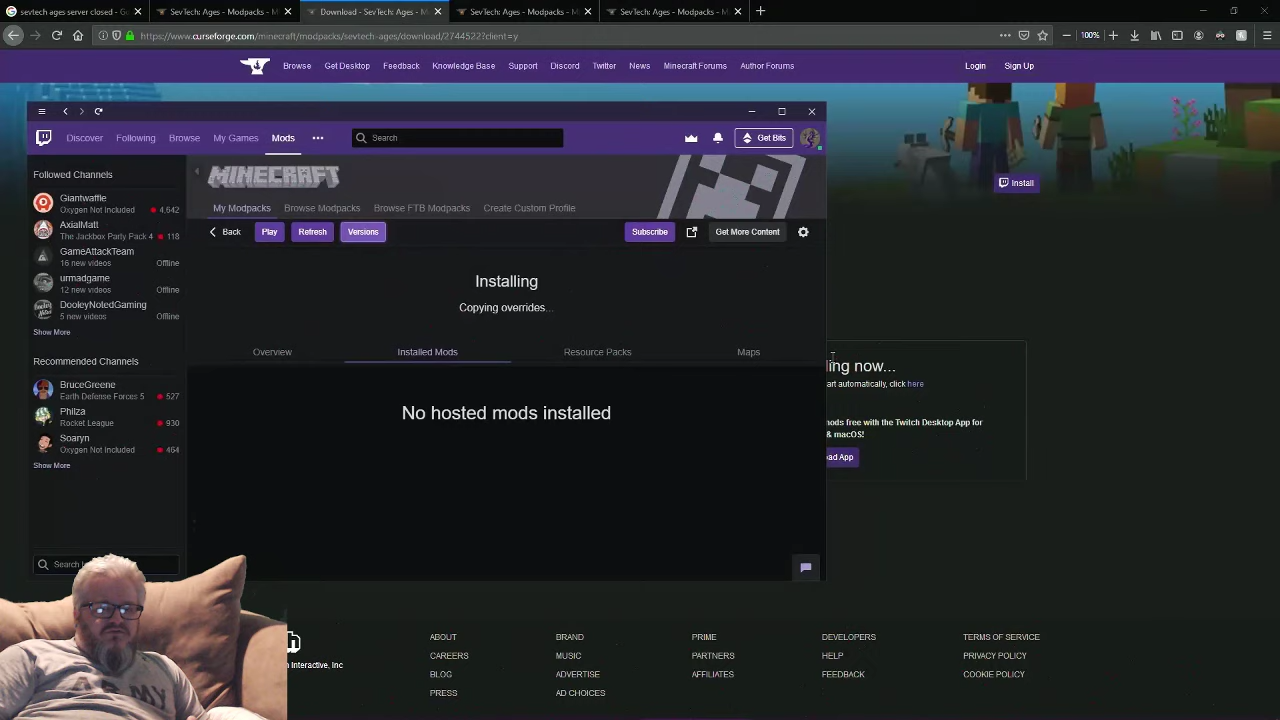 sevtech ages server closed - G
SevTech: Ages - Modpacks - M
Download - SevTech: Ages - M
SevTech: Ages - Modpacks - M
SevTech: Ages - Modpacks - M
https://www.curseforge.com/minecraft/modpacks/sevtech-ages/download/2744522?client=y
100%
Browse
Get Desktop
Feedback
Knowledge Base
Support
Discord
Twitter
News
Minecraft Forums
Author Forums
Login
Sign Up
Discover
Following
Browse
My Games
Mods
Search
Get Bits
Followed Channels
Giantwaffle
Oxygen Not Included
4,642
AxialMatt
The Jackbox Party Pack 4
118
GameAttackTeam
16 new videos
Offline
urmadgame
12 new videos
Offline
DooleyNotedGaming
5 new videos
Offline
Show More
Recommended Channels
BruceGreene
Earth Defense Forces 5
527
Philza
Rocket League
930
Soaryn
Oxygen Not Included
464
Show More
Search
MINECRAFT
My Modpacks
Browse Modpacks
Browse FTB Modpacks
Create Custom Profile
Back
Play
Refresh
Versions
Subscribe
Get More Content
Installing
Copying overrides...
Overview
Installed Mods
Resource Packs
Maps
No hosted mods installed
Install
ling now...
art automatically, click here
mods free with the Twitch Desktop App for
& macOS!
ad App
h Interactive, Inc
ABOUT
CAREERS
BLOG
PRESS
BRAND
MUSIC
ADVERTISE
AD CHOICES
PRIME
PARTNERS
AFFILIATES
DEVELOPERS
HELP
FEEDBACK
TERMS OF SERVICE
PRIVACY POLICY
COOKIE POLICY